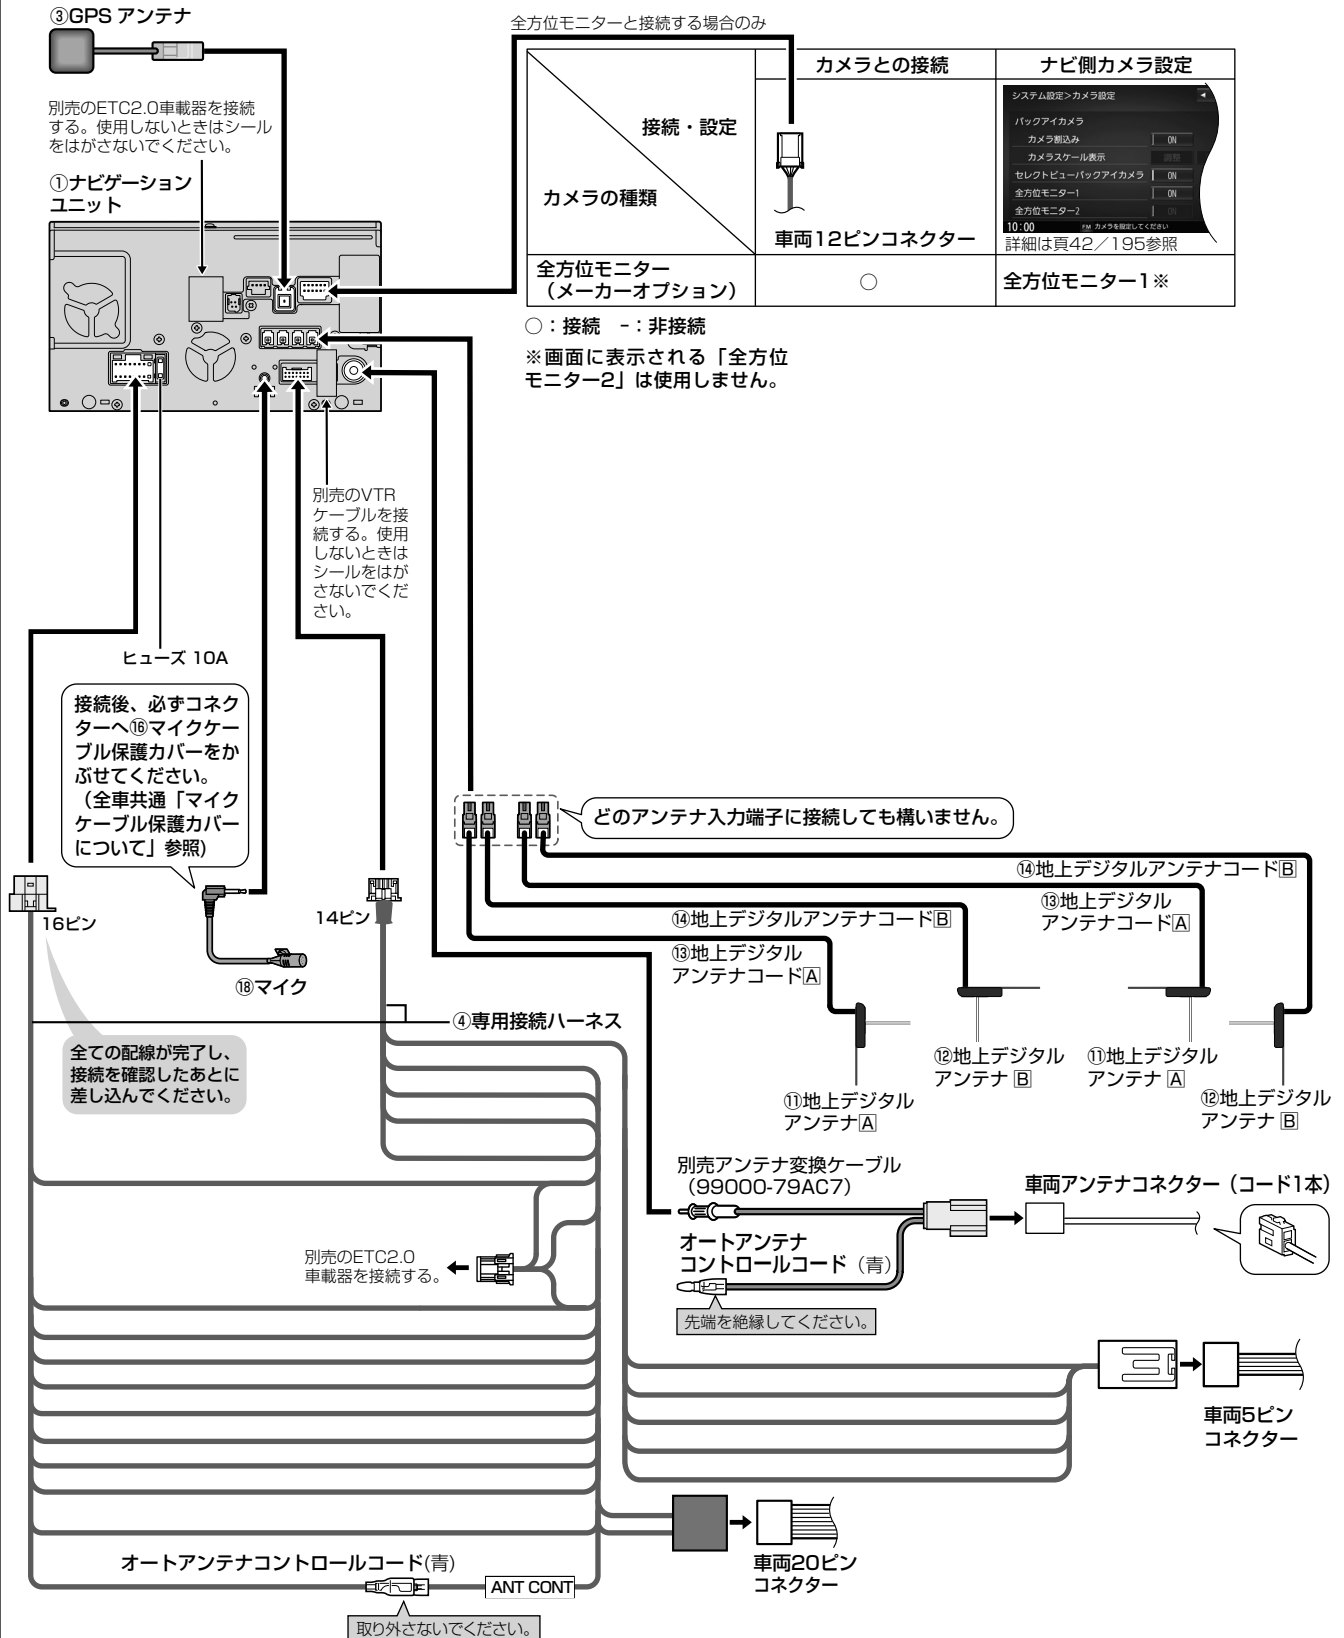 ③GPS アンテナ
別売のETC2.0車載器を接続
する。使用しないときはシール
をはがさないでください。
①ナビゲーション
ユニット
全方位モニターと接続する場合のみ
接続・設定
カメラの種類
カメラとの接続
ナビ側カメラ設定
車両12ピンコネクター
システム設定>カメラ設定
バックアイカメラ
カメラ割込み ON
カメラスケール表示 調整
セレクトビューバックアイカメラ ON
全方位モニター1 ON
全方位モニター2 ON
10:00 FM カメラを設定してください
詳細は頁42/195参照
全方位モニター
(メーカーオプション)
○
全方位モニター1※
○:接続 -:非接続
※画面に表示される「全方位
モニター2」は使用しません。
別売のVTR
ケーブルを接
続する。使用
しないときは
シールをはが
さないでくだ
さい。
ヒューズ 10A
接続後、必ずコネク
ターへ⑯マイクケー
ブル保護カバーをか
ぶせてください。
(全車共通「マイク
ケーブル保護カバー
について」参照)
16ピン
⑱マイク
14ピン
どのアンテナ入力端子に接続しても構いません。
⑭地上デジタルアンテナコードB
⑬地上デジタル
アンテナコードA
⑭地上デジタルアンテナコードB
⑬地上デジタル
アンテナコードA
④専用接続ハーネス
全ての配線が完了し、
接続を確認したあとに
差し込んでください。
⑪地上デジタル
アンテナA
⑫地上デジタル
アンテナ B
⑪地上デジタル
アンテナ A
⑫地上デジタル
アンテナ B
別売アンテナ変換ケーブル
(99000-79AC7)
車両アンテナコネクター(コード1本)
オートアンテナ
コントロールコード(青)
先端を絶縁してください。
別売のETC2.0
車載器を接続する。
車両5ピン
コネクター
車両20ピン
コネクター
オートアンテナコントロールコード(青)
ANT CONT
取り外さないでください。